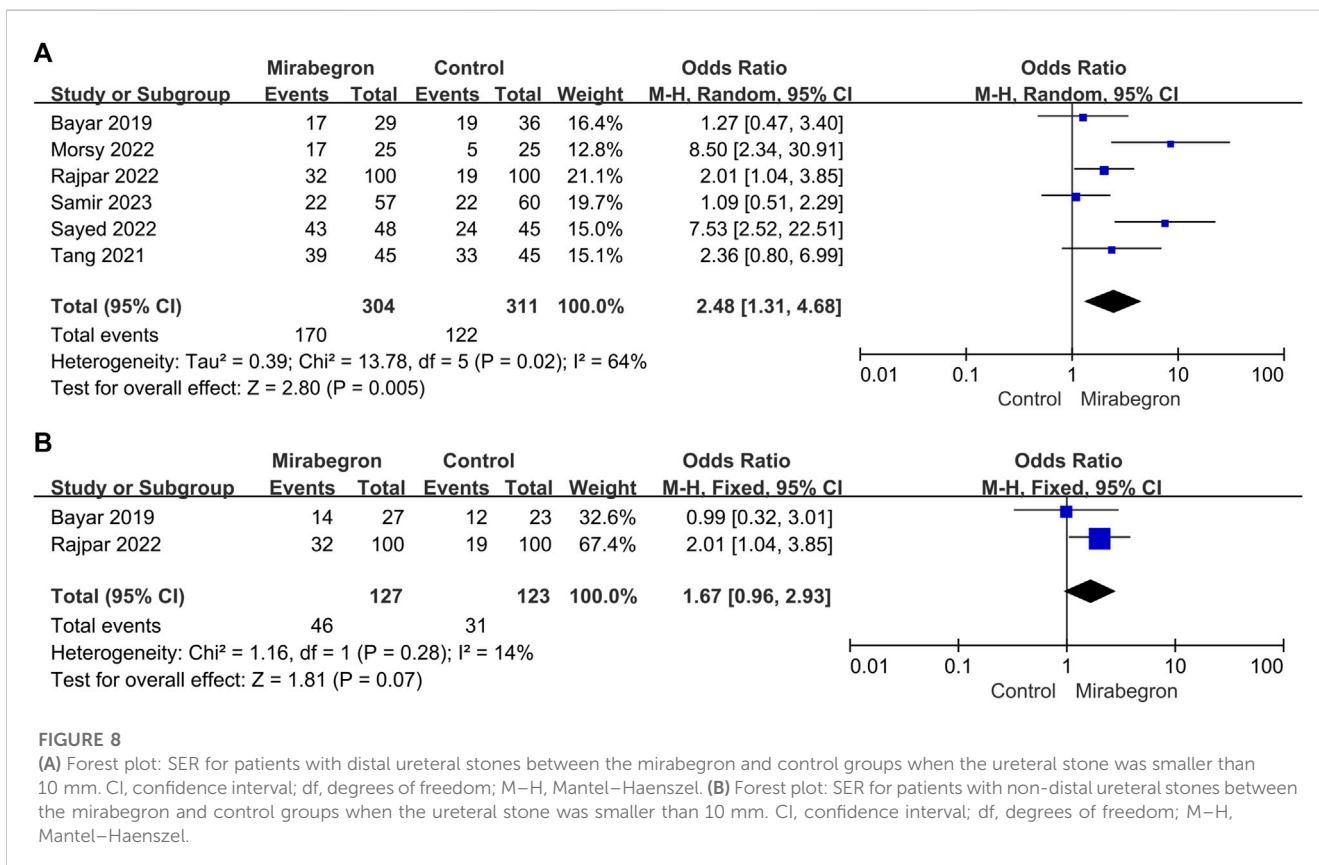 A
Mirabegron Control Odds Ratio Odds Ratio
Study or Subgroup Events Total Events Total Weight M-H, Random, 95% CI M-H, Random, 95% CI
Bayar 2019 17 29 19 36 16.4% 1.27 [0.47, 3.40]
Morsy 2022 17 25 5 25 12.8% 8.50 [2.34, 30.91]
Rajpar 2022 32 100 19 100 21.1% 2.01 [1.04, 3.85]
Samir 2023 22 57 22 60 19.7% 1.09 [0.51, 2.29]
Sayed 2022 43 48 24 45 15.0% 7.53 [2.52, 22.51]
Tang 2021 39 45 33 45 15.1% 2.36 [0.80, 6.99]
Total (95% CI) 304 311 100.0% 2.48 [1.31, 4.68]
Total events 170 122
Heterogeneity: Tau² = 0.39; Chi² = 13.78, df = 5 (P = 0.02); I² = 64%
Test for overall effect: Z = 2.80 (P = 0.005)
0.01 0.1 1 10 100
Control Mirabegron
B
Mirabegron Control Odds Ratio Odds Ratio
Study or Subgroup Events Total Events Total Weight M-H, Fixed, 95% CI M-H, Fixed, 95% CI
Bayar 2019 14 27 12 23 32.6% 0.99 [0.32, 3.01]
Rajpar 2022 32 100 19 100 67.4% 2.01 [1.04, 3.85]
Total (95% CI) 127 123 100.0% 1.67 [0.96, 2.93]
Total events 46 31
Heterogeneity: Chi² = 1.16, df = 1 (P = 0.28); I² = 14%
Test for overall effect: Z = 1.81 (P = 0.07)
0.01 0.1 1 10 100
Control Mirabegron
FIGURE 8
(A) Forest plot: SER for patients with distal ureteral stones between the mirabegron and control groups when the ureteral stone was smaller than
10 mm. CI, confidence interval; df, degrees of freedom; M–H, Mantel–Haenszel. (B) Forest plot: SER for patients with non-distal ureteral stones between
the mirabegron and control groups when the ureteral stone was smaller than 10 mm. CI, confidence interval; df, degrees of freedom; M–H,
Mantel–Haenszel.